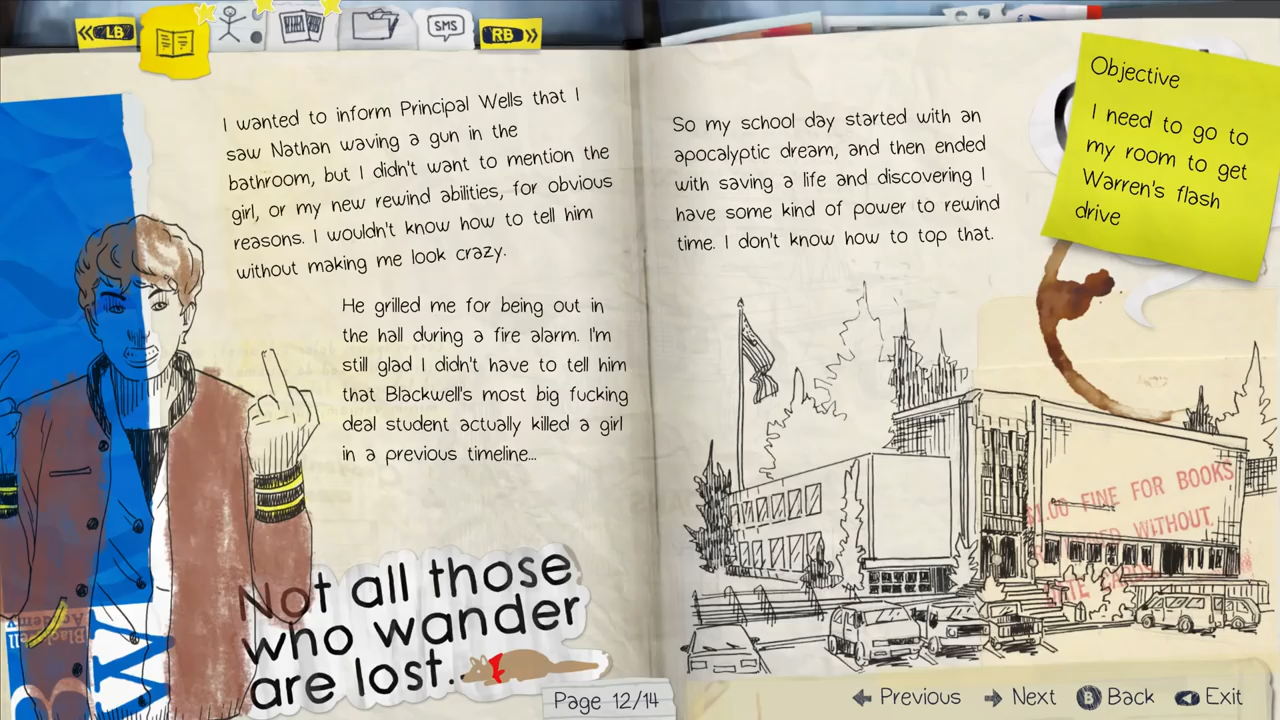 LB
SMS
RB
I wanted to inform Principal Wells that I
saw Nathan waving a gun in the
bathroom, but I didn't want to mention the
girl, or my new rewind abilities, for obvious
reasons. I wouldn't know how to tell him
without making me look crazy.
He grilled me for being out in
the hall during a fire alarm. I'm
still glad I didn't have to tell him
that Blackwell's most big fucking
deal student actually killed a girl
in a previous timeline...
Not all those
who wander
are lost.
Page 12/14
So my school day started with an
apocalyptic dream, and then ended
with saving a life and discovering I
have some kind of power to rewind
time. I don't know how to top that.
Objective
I need to go to
my room to get
Warren's flash
drive
$1.00 FINE FOR BOOKS
WITHOUT
Previous
Next
B Back
Exit